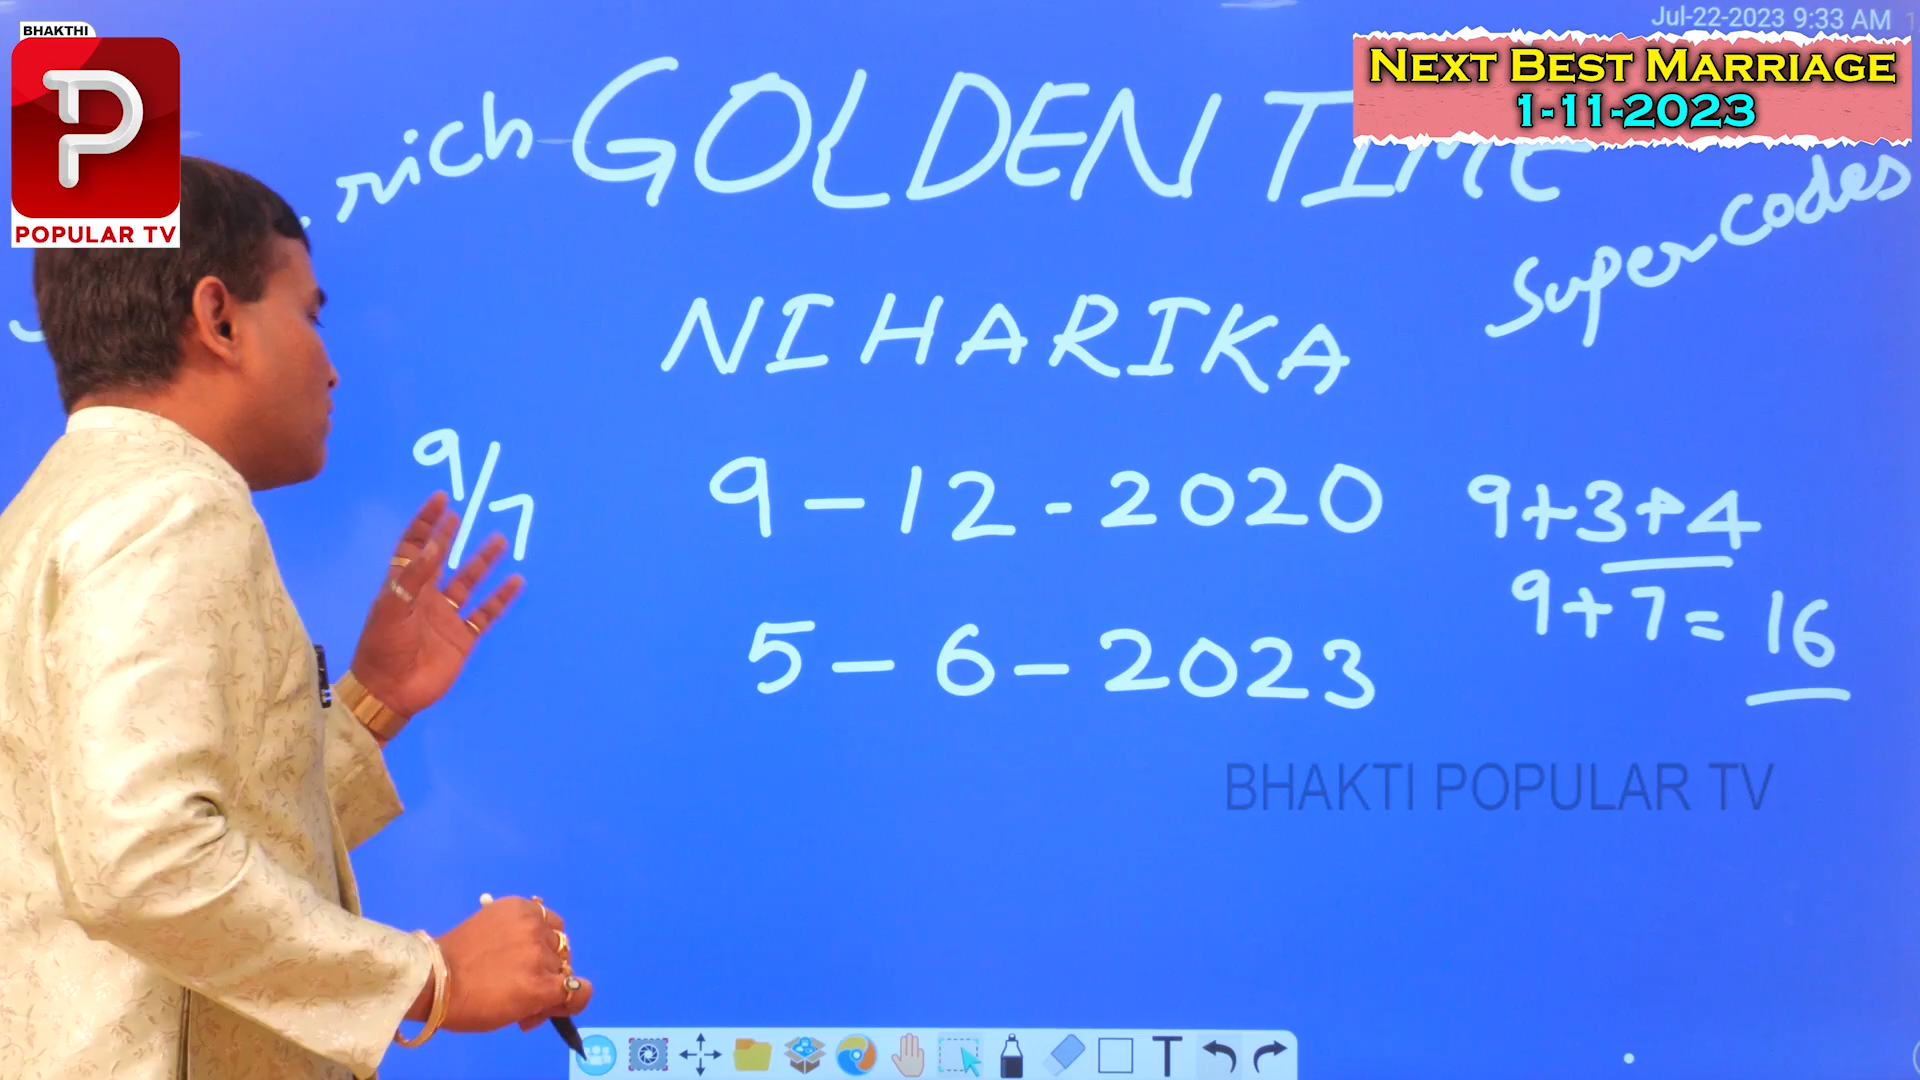 BHAKTHI
P
POPULAR TV
Jul-22-2023 9:33 AM
NEXT BEST MARRIAGE
1-11-2023
rich GOLDEN TIME
super codes
NIHARIKA
9/7
9-12-2020
9+3+4
9+7=16
5-6-2023
BHAKTI POPULAR TV
T